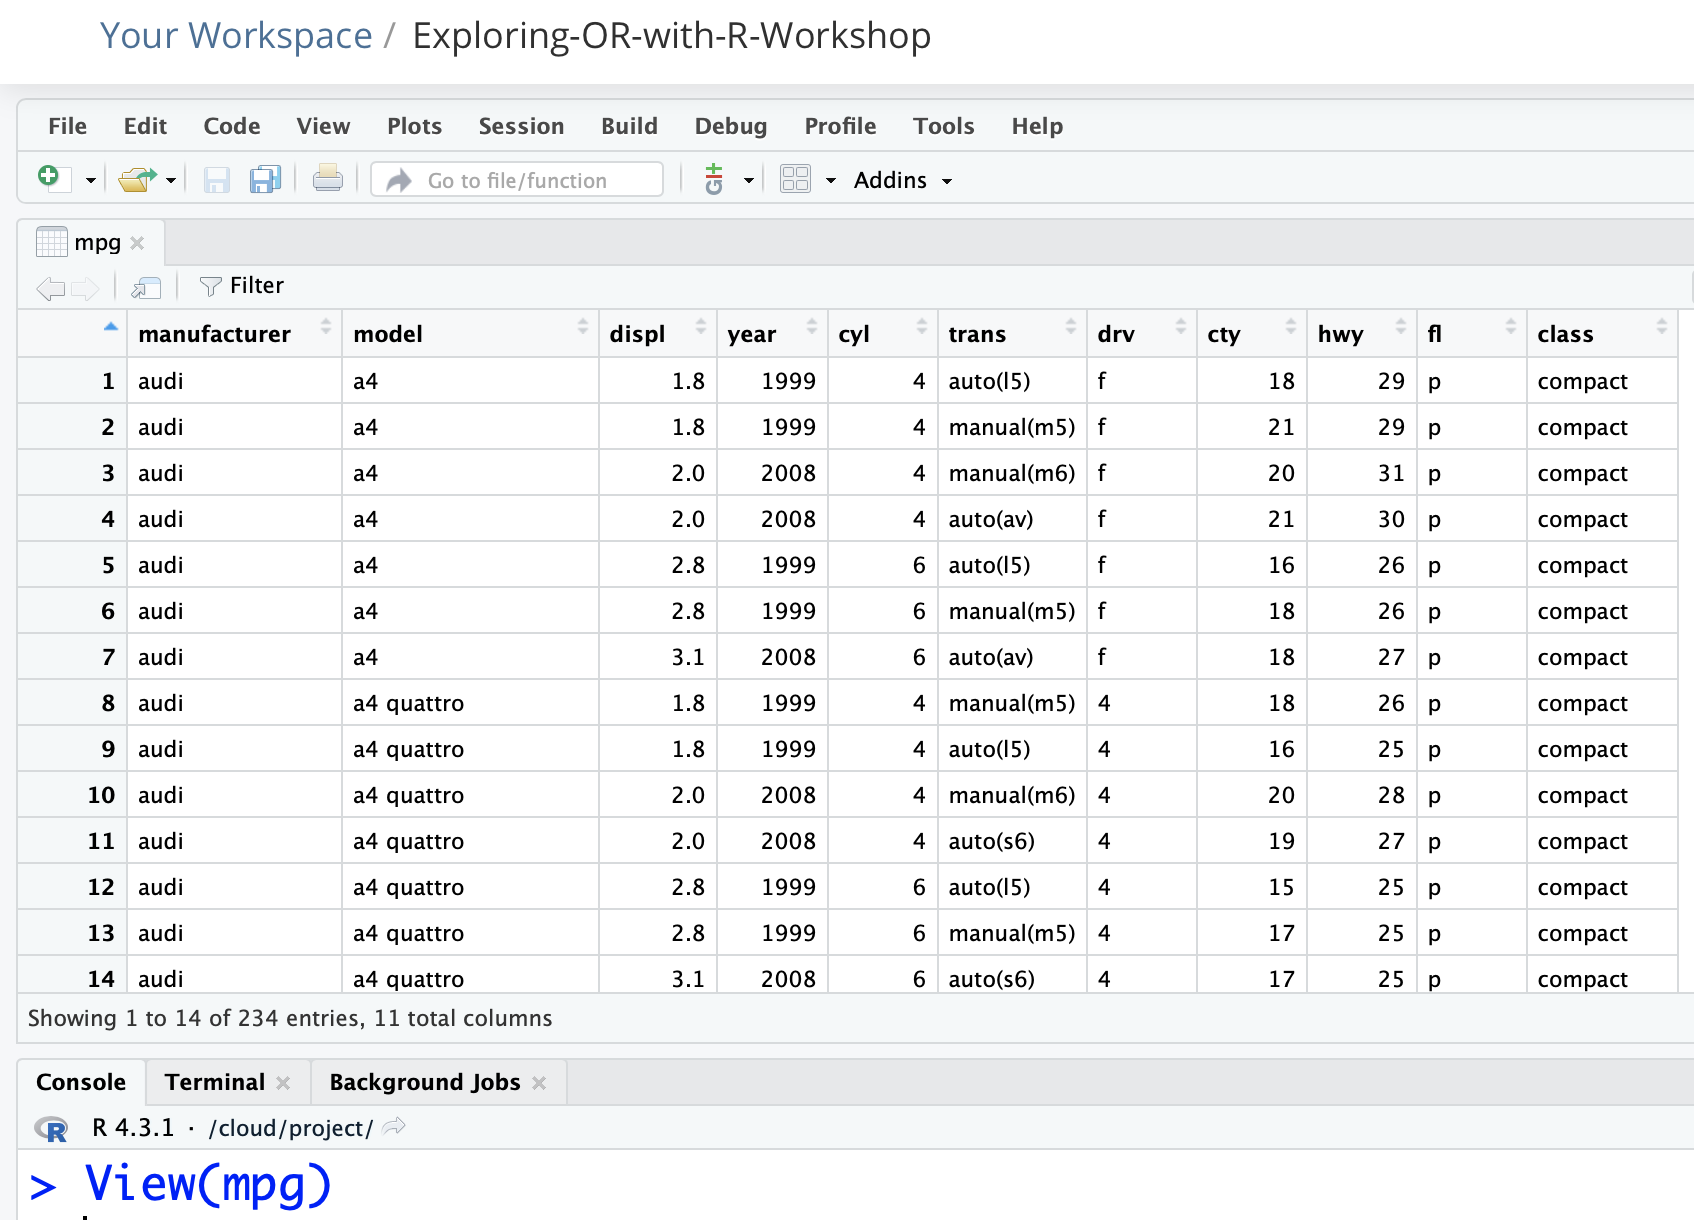 Your Workspace / Exploring-OR-with-R-Workshop
File Edit Code View Plots Session Build Debug Profile Tools Help
Go to file/function Addins
mpg
Filter
manufacturer model displ year cyl trans drv cty hwy fl class
1 audi a4 1.8 1999 4 auto(l5) f 18 29 p compact
2 audi a4 1.8 1999 4 manual(m5) f 21 29 p compact
3 audi a4 2.0 2008 4 manual(m6) f 20 31 p compact
4 audi a4 2.0 2008 4 auto(av) f 21 30 p compact
5 audi a4 2.8 1999 6 auto(l5) f 16 26 p compact
6 audi a4 2.8 1999 6 manual(m5) f 18 26 p compact
7 audi a4 3.1 2008 6 auto(av) f 18 27 p compact
8 audi a4 quattro 1.8 1999 4 manual(m5) 4 18 26 p compact
9 audi a4 quattro 1.8 1999 4 auto(l5) 4 16 25 p compact
10 audi a4 quattro 2.0 2008 4 manual(m6) 4 20 28 p compact
11 audi a4 quattro 2.0 2008 4 auto(s6) 4 19 27 p compact
12 audi a4 quattro 2.8 1999 6 auto(l5) 4 15 25 p compact
13 audi a4 quattro 2.8 1999 6 manual(m5) 4 17 25 p compact
14 audi a4 quattro 3.1 2008 6 auto(s6) 4 17 25 p compact
Showing 1 to 14 of 234 entries, 11 total columns
Console Terminal Background Jobs
R R 4.3.1 · /cloud/project/
> View(mpg)